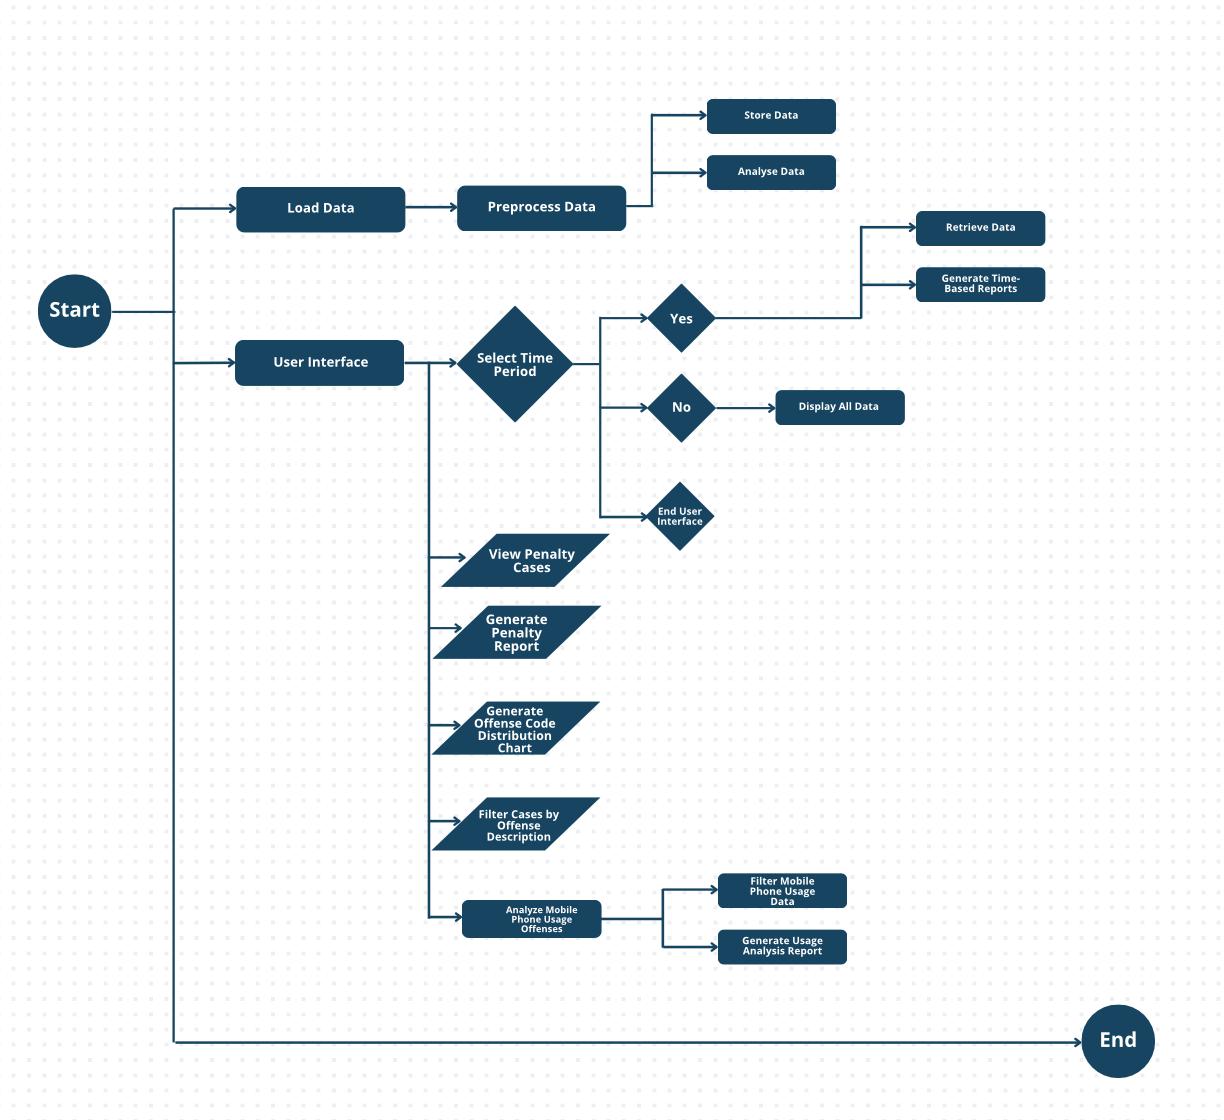 Store Data
Analyse Data
Load Data
Preprocess Data
Retrieve Data
Generate Time-
Based Reports
Start
Yes
User Interface
Select Time
Period
No
Display All Data
End User
Interface
View Penalty
Cases
Generate
Penalty
Report
Generate
Offense Code
Distribution
Chart
Filter Cases by
Offense
Description
Analyze Mobile
Phone Usage
Offenses
Filter Mobile
Phone Usage
Data
Generate Usage
Analysis Report
End